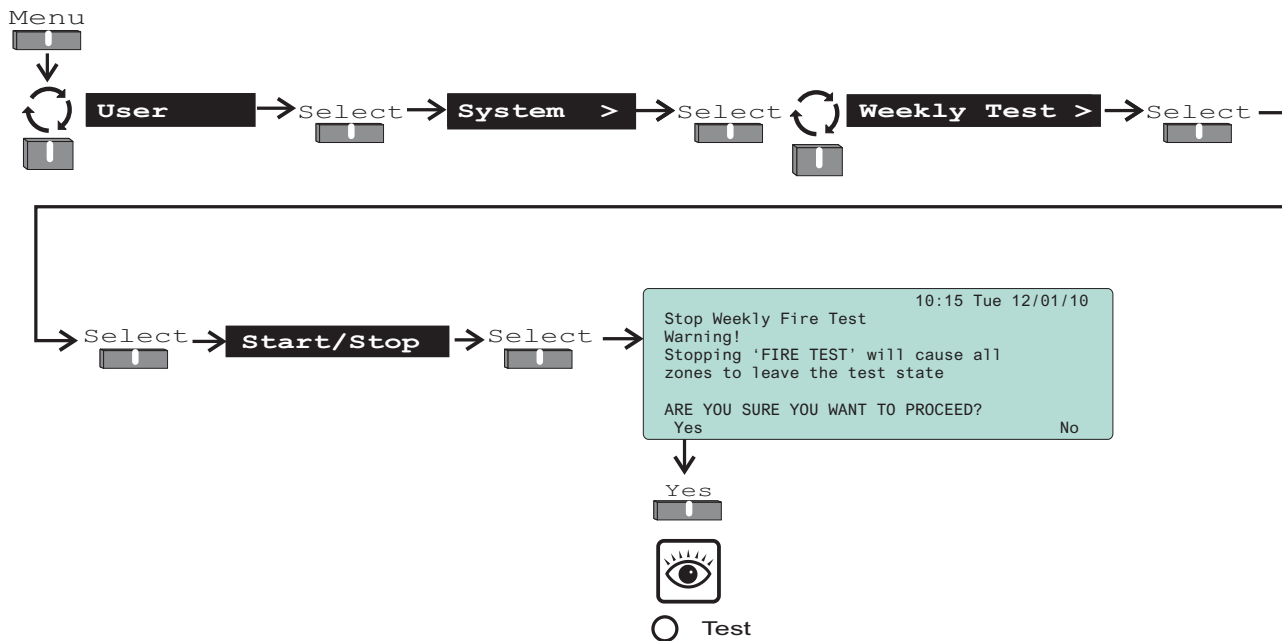 Menu
User
Select
System >
Select
Weekly Test >
Select
Select
Start/Stop
Select
10:15 Tue 12/01/10
Stop Weekly Fire Test
Warning!
Stopping ‘FIRE TEST’ will cause all
zones to leave the test state
ARE YOU SURE YOU WANT TO PROCEED?
Yes No
Yes
Test